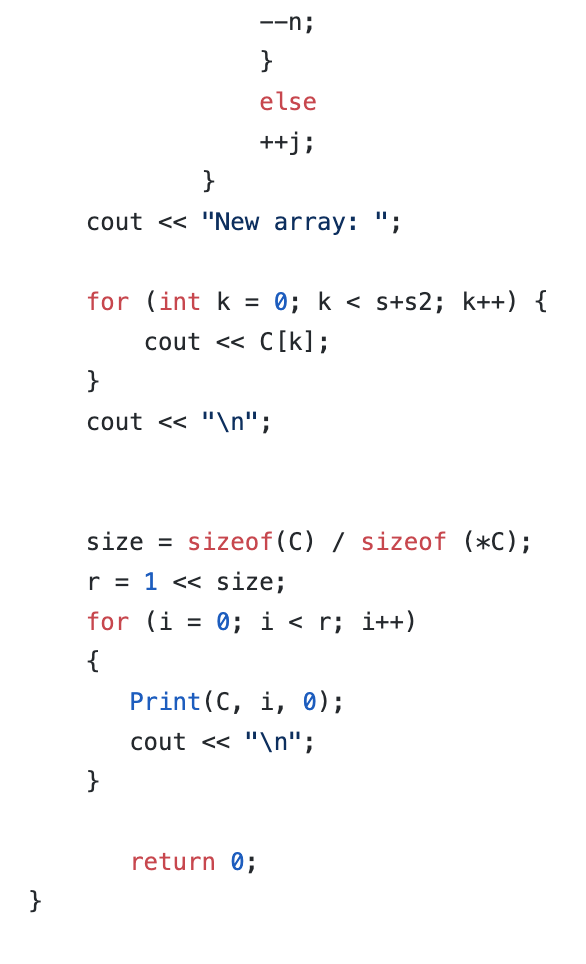 --n;
}
else
++j;
}
cout << "New array: ";
for (int k = 0; k < s+s2; k++) {
cout << C[k];
}
cout << "\n";
size = sizeof(C) / sizeof (*C);
r = 1 << size;
for (i = 0; i < r; i++)
{
Print(C, i, 0);
cout << "\n";
}
return 0;
}